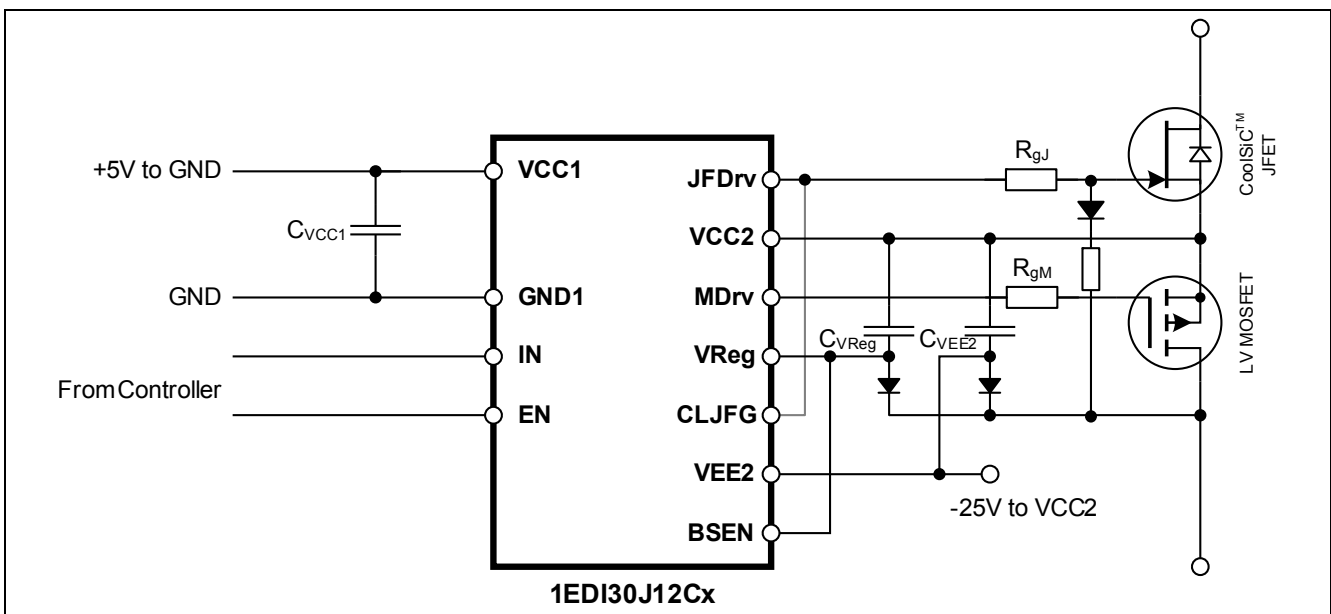 +5V to GND
CVCC1
GND
From Controller
VCC1
GND1
IN
EN
JFDrv
VCC2
MDrv
VReg
CLJFG
VEE2
BSEN
1EDI30J12Cx
RgJ
RgM
CVReg
CVEE2
-25V to VCC2
CoolSiC™
JFET
LV MOSFET